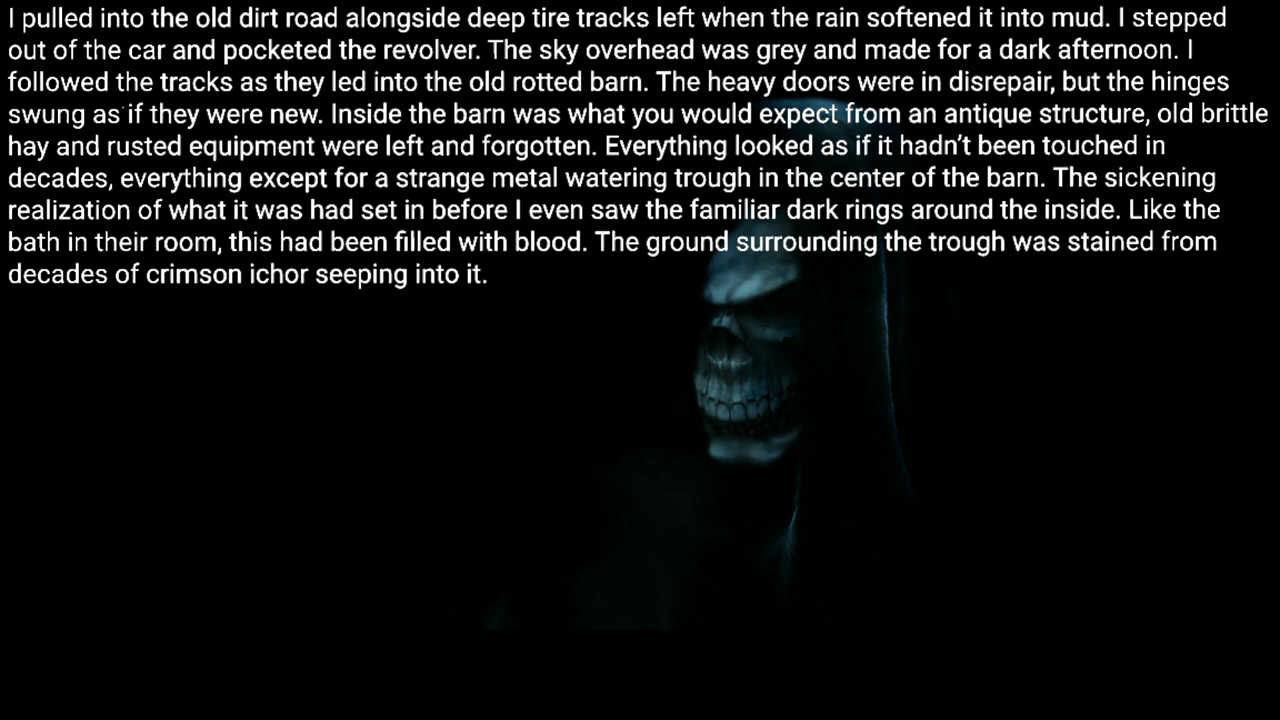 I pulled into the old dirt road alongside deep tire tracks left when the rain softened it into mud. I stepped
out of the car and pocketed the revolver. The sky overhead was grey and made for a dark afternoon. I
followed the tracks as they led into the old rotted barn. The heavy doors were in disrepair, but the hinges
swung as if they were new. Inside the barn was what you would expect from an antique structure, old brittle
hay and rusted equipment were left and forgotten. Everything looked as if it hadn’t been touched in
decades, everything except for a strange metal watering trough in the center of the barn. The sickening
realization of what it was had set in before I even saw the familiar dark rings around the inside. Like the
bath in their room, this had been filled with blood. The ground surrounding the trough was stained from
decades of crimson ichor seeping into it.